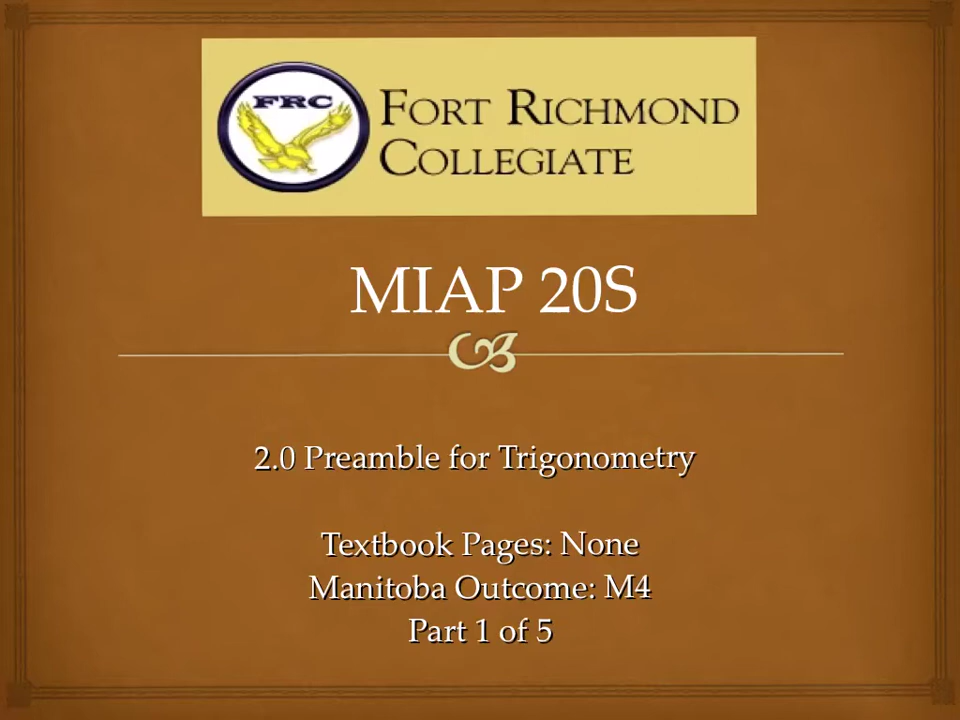 FRC
FORT RICHMOND
COLLEGIATE
MIAP 20S
2.0 Preamble for Trigonometry
Textbook Pages: None
Manitoba Outcome: M4
Part 1 of 5